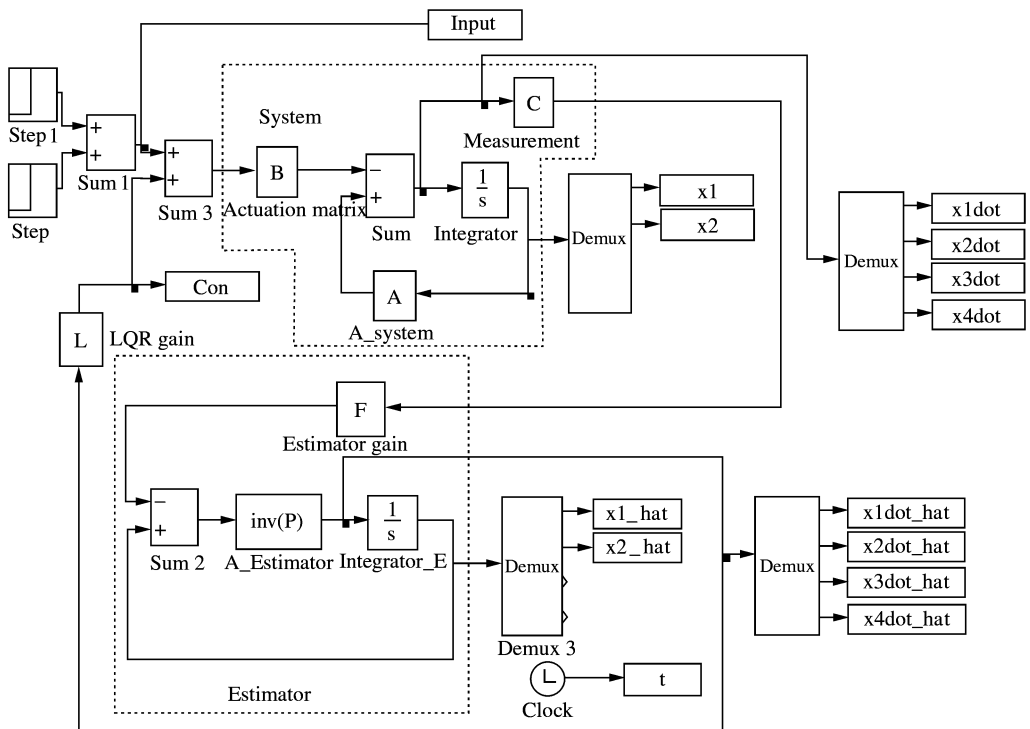 Input
Step 1
+
+
Sum 1
Step
+
+
Sum 3
System
B
Actuation matrix
−
+
Sum
C
Measurement
1
s
Integrator
A
A_system
Demux
x1
x2
Demux
x1dot
x2dot
x3dot
x4dot
Con
L
LQR gain
F
Estimator gain
−
+
Sum 2
inv(P)
A_Estimator
1
s
Integrator_E
Estimator
Demux
Demux 3
x1_hat
x2_hat
Clock
t
Demux
x1dot_hat
x2dot_hat
x3dot_hat
x4dot_hat